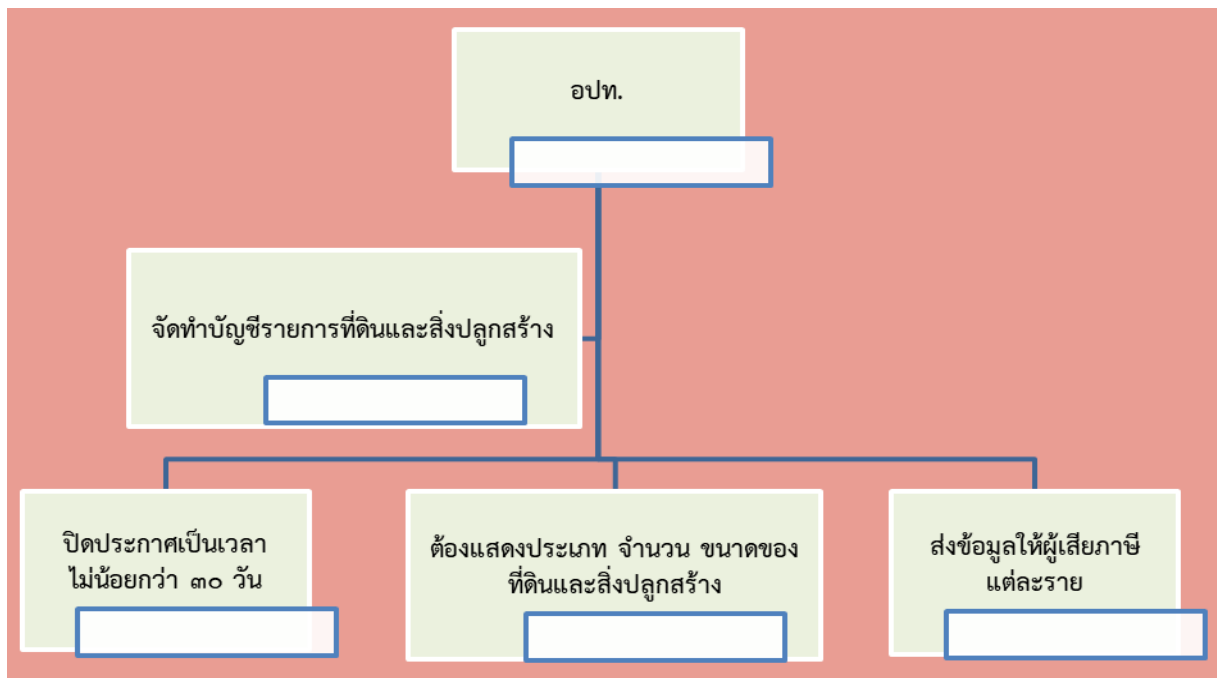 อปท.
จัดทำบัญชีรายการที่ดินและสิ่งปลูกสร้าง
ปิดประกาศเป็นเวลา
ไม่น้อยกว่า ๓๐ วัน
ต้องแสดงประเภท จำนวน ขนาดของ
ที่ดินและสิ่งปลูกสร้าง
ส่งข้อมูลให้ผู้เสียภาษี
แต่ละราย